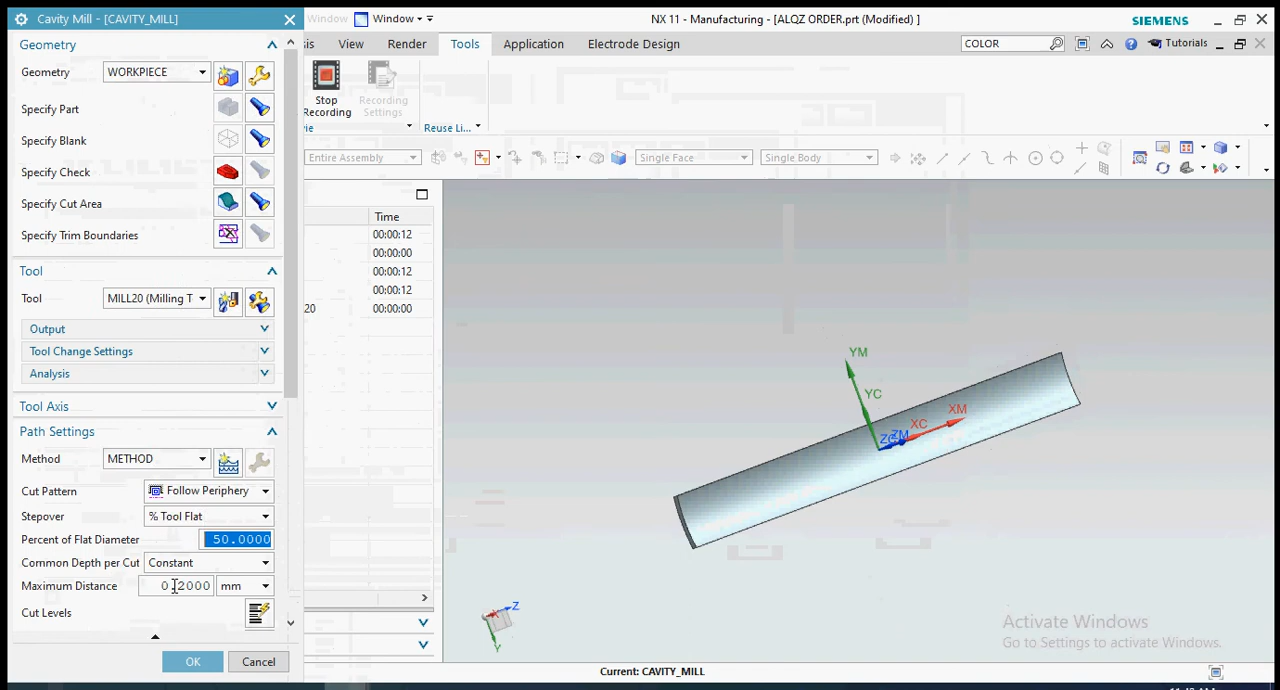 Cavity Mill - [CAVITY_MILL]
Window
Window
NX 11 - Manufacturing - [ALQZ ORDER.prt (Modified) ]
SIEMENS
Geometry
View
Render
Tools
Application
Electrode Design
COLOR
Tutorials
Geometry
WORKPIECE
Stop
Recording
Recording
Settings
Reuse Li...
Specify Part
Specify Blank
Entire Assembly
Single Face
Single Body
Specify Check
Specify Cut Area
Time
Specify Trim Boundaries
00:00:12
00:00:00
Tool
00:00:12
00:00:12
Tool
MILL20 (Milling T
20
00:00:00
Output
Tool Change Settings
Analysis
YM
YC
XM
XC
ZM
ZC
Tool Axis
Path Settings
Method
METHOD
Cut Pattern
Follow Periphery
Stepover
% Tool Flat
Percent of Flat Diameter
50.0000
Common Depth per Cut
Constant
Maximum Distance
0.2000
mm
Cut Levels
X
Z
Y
Activate Windows
Go to Settings to activate Windows.
OK
Cancel
Current: CAVITY_MILL